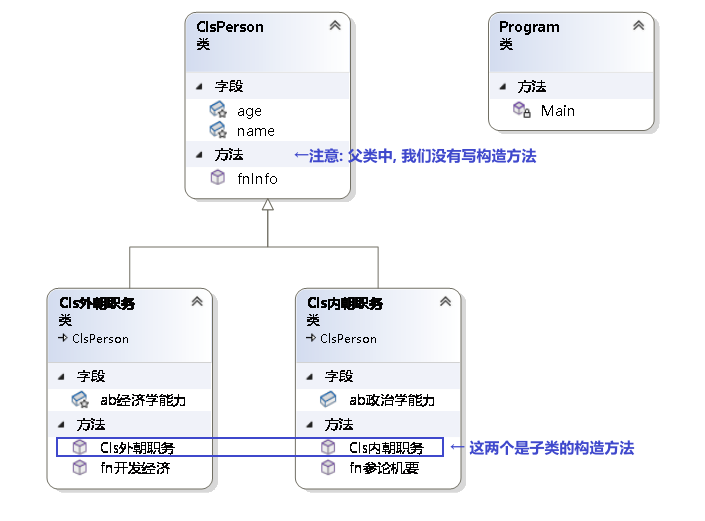 ClsPerson
类
字段
age
name
方法
←注意: 父类中, 我们没有写构造方法
fnInfo
Program
类
方法
Main
Cls外朝职务
类
ClsPerson
字段
ab经济学能力
方法
Cls外朝职务
fn开发经济
Cls内朝职务
类
ClsPerson
字段
ab政治学能力
方法
Cls内朝职务
← 这两个是子类的构造方法
fn参论机要